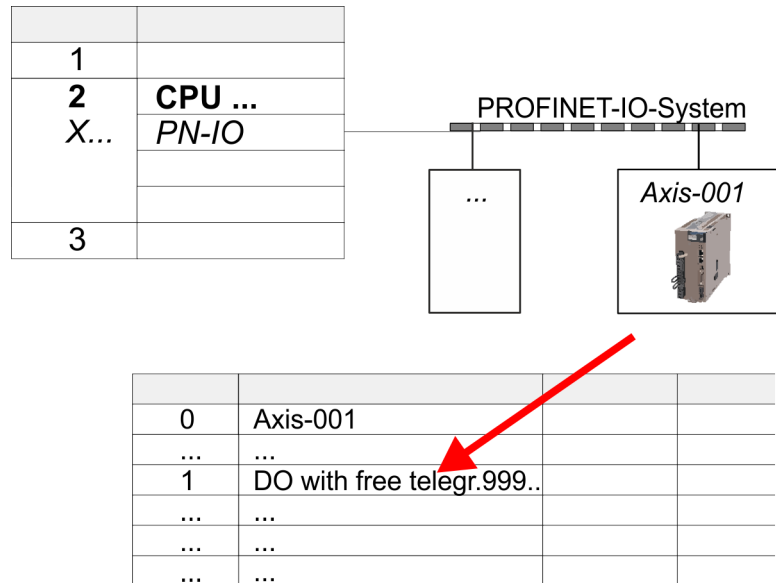 1
2 CPU ...
X... PN-IO
3
PROFINET-IO-System
...
Axis-001
0 Axis-001
... ...
1 DO with free telegr.999..
... ...
... ...
... ...